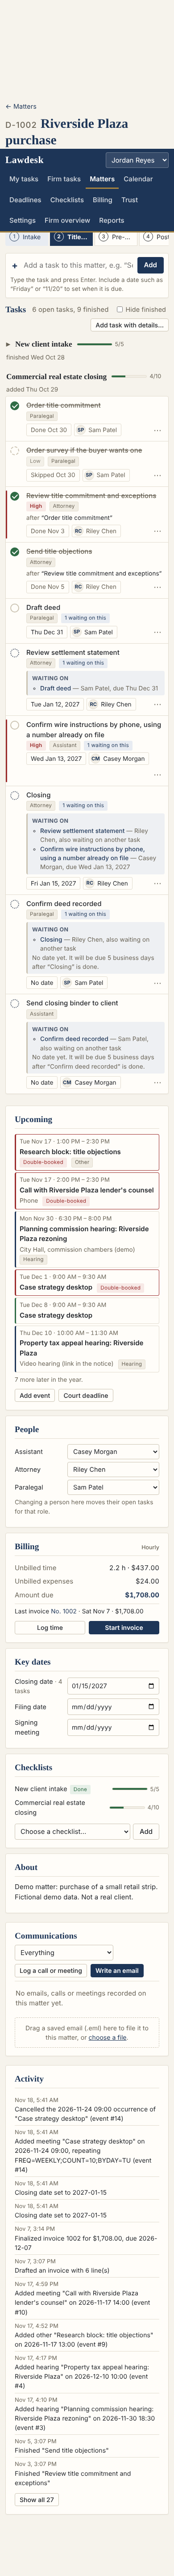 ← Matters
D-1002 Riverside Plaza
purchase
Lawdesk
Jordan Reyes
My tasks Firm tasks Matters Calendar
Deadlines Checklists Billing Trust
Settings Firm overview Reports
1 Intake 2 Title… 3 Pre-… 4 Post
+ Add a task to this matter, e.g. “Se Add
Type the task and press Enter. Include a date such as
“Friday” or “11/20” to set when it is due.
Tasks 6 open tasks, 9 finished Hide finished
Add task with details…
New client intake 5/5
finished Wed Oct 28
Commercial real estate closing 4/10
added Thu Oct 29
Order title commitment
Paralegal
Done Oct 30 SP Sam Patel
Order survey if the buyer wants one
Low Paralegal
Skipped Oct 30 SP Sam Patel
Review title commitment and exceptions
High Attorney
after “Order title commitment”
Done Nov 3 RC Riley Chen
Send title objections
Attorney
after “Review title commitment and exceptions”
Done Nov 5 RC Riley Chen
Draft deed
Paralegal 1 waiting on this
Thu Dec 31 SP Sam Patel
Review settlement statement
Attorney 1 waiting on this
WAITING ON
Draft deed — Sam Patel, due Thu Dec 31
Tue Jan 12, 2027 RC Riley Chen
Confirm wire instructions by phone, using
a number already on file
High Assistant 1 waiting on this
Wed Jan 13, 2027 CM Casey Morgan
Closing
Attorney 1 waiting on this
WAITING ON
Review settlement statement — Riley
Chen, also waiting on another task
Confirm wire instructions by phone,
using a number already on file — Casey
Morgan, due Wed Jan 13, 2027
Fri Jan 15, 2027 RC Riley Chen
Confirm deed recorded
Paralegal 1 waiting on this
WAITING ON
Closing — Riley Chen, also waiting on
another task
No date yet. It will be due 5 business days
after “Closing” is done.
No date SP Sam Patel
Send closing binder to client
Assistant
WAITING ON
Confirm deed recorded — Sam Patel,
also waiting on another task
No date yet. It will be due 5 business days
after “Confirm deed recorded” is done.
No date CM Casey Morgan
Upcoming
Tue Nov 17 · 1:00 PM – 2:30 PM
Research block: title objections
Double-booked Other
Tue Nov 17 · 2:00 PM – 2:30 PM
Call with Riverside Plaza lender's counsel
Phone Double-booked
Mon Nov 30 · 6:30 PM – 8:00 PM
Planning commission hearing: Riverside
Plaza rezoning
City Hall, commission chambers (demo)
Hearing
Tue Dec 1 · 9:00 AM – 9:30 AM
Case strategy desktop Double-booked
Tue Dec 8 · 9:00 AM – 9:30 AM
Case strategy desktop
Thu Dec 10 · 10:00 AM – 11:30 AM
Property tax appeal hearing: Riverside
Plaza
Video hearing (link in the notice) Hearing
7 more later in the year.
Add event Court deadline
People
Assistant Casey Morgan
Attorney Riley Chen
Paralegal Sam Patel
Changing a person here moves their open tasks
for that role.
Billing Hourly
Unbilled time 2.2 h · $437.00
Unbilled expenses $24.00
Amount due $1,708.00
Last invoice No. 1002 · Sat Nov 7 · $1,708.00
Log time Start invoice
Key dates
Closing date · 4
tasks 01/15/2027
Filing date mm/dd/yyyy
Signing
meeting mm/dd/yyyy
Checklists
New client intake Done 5/5
Commercial real estate
closing 4/10
Choose a checklist… Add
About
Demo matter: purchase of a small retail strip.
Fictional demo data. Not a real client.
Communications
Everything
Log a call or meeting Write an email
No emails, calls or meetings recorded on
this matter yet.
Drag a saved email (.eml) here to file it to
this matter, or choose a file.
Activity
Nov 18, 5:41 AM
Cancelled the 2026-11-24 09:00 occurrence of
"Case strategy desktop" (event #14)
Nov 18, 5:41 AM
Added meeting "Case strategy desktop" on
2026-11-24 09:00, repeating
FREQ=WEEKLY;COUNT=10;BYDAY=TU (event
#14)
Nov 18, 5:41 AM
Closing date set to 2027-01-15
Nov 18, 5:41 AM
Closing date set to 2027-01-15
Nov 7, 3:14 PM
Finalized invoice 1002 for $1,708.00, due 2026-
12-07
Nov 7, 3:07 PM
Drafted an invoice with 6 line(s)
Nov 17, 4:59 PM
Added meeting "Call with Riverside Plaza
lender's counsel" on 2026-11-17 14:00 (event
#10)
Nov 17, 4:52 PM
Added other "Research block: title objections"
on 2026-11-17 13:00 (event #9)
Nov 17, 4:17 PM
Added hearing "Property tax appeal hearing:
Riverside Plaza" on 2026-12-10 10:00 (event
#4)
Nov 17, 4:10 PM
Added hearing "Planning commission hearing:
Riverside Plaza rezoning" on 2026-11-30 18:30
(event #3)
Nov 5, 3:07 PM
Finished "Send title objections"
Nov 3, 3:07 PM
Finished "Review title commitment and
exceptions"
Show all 27